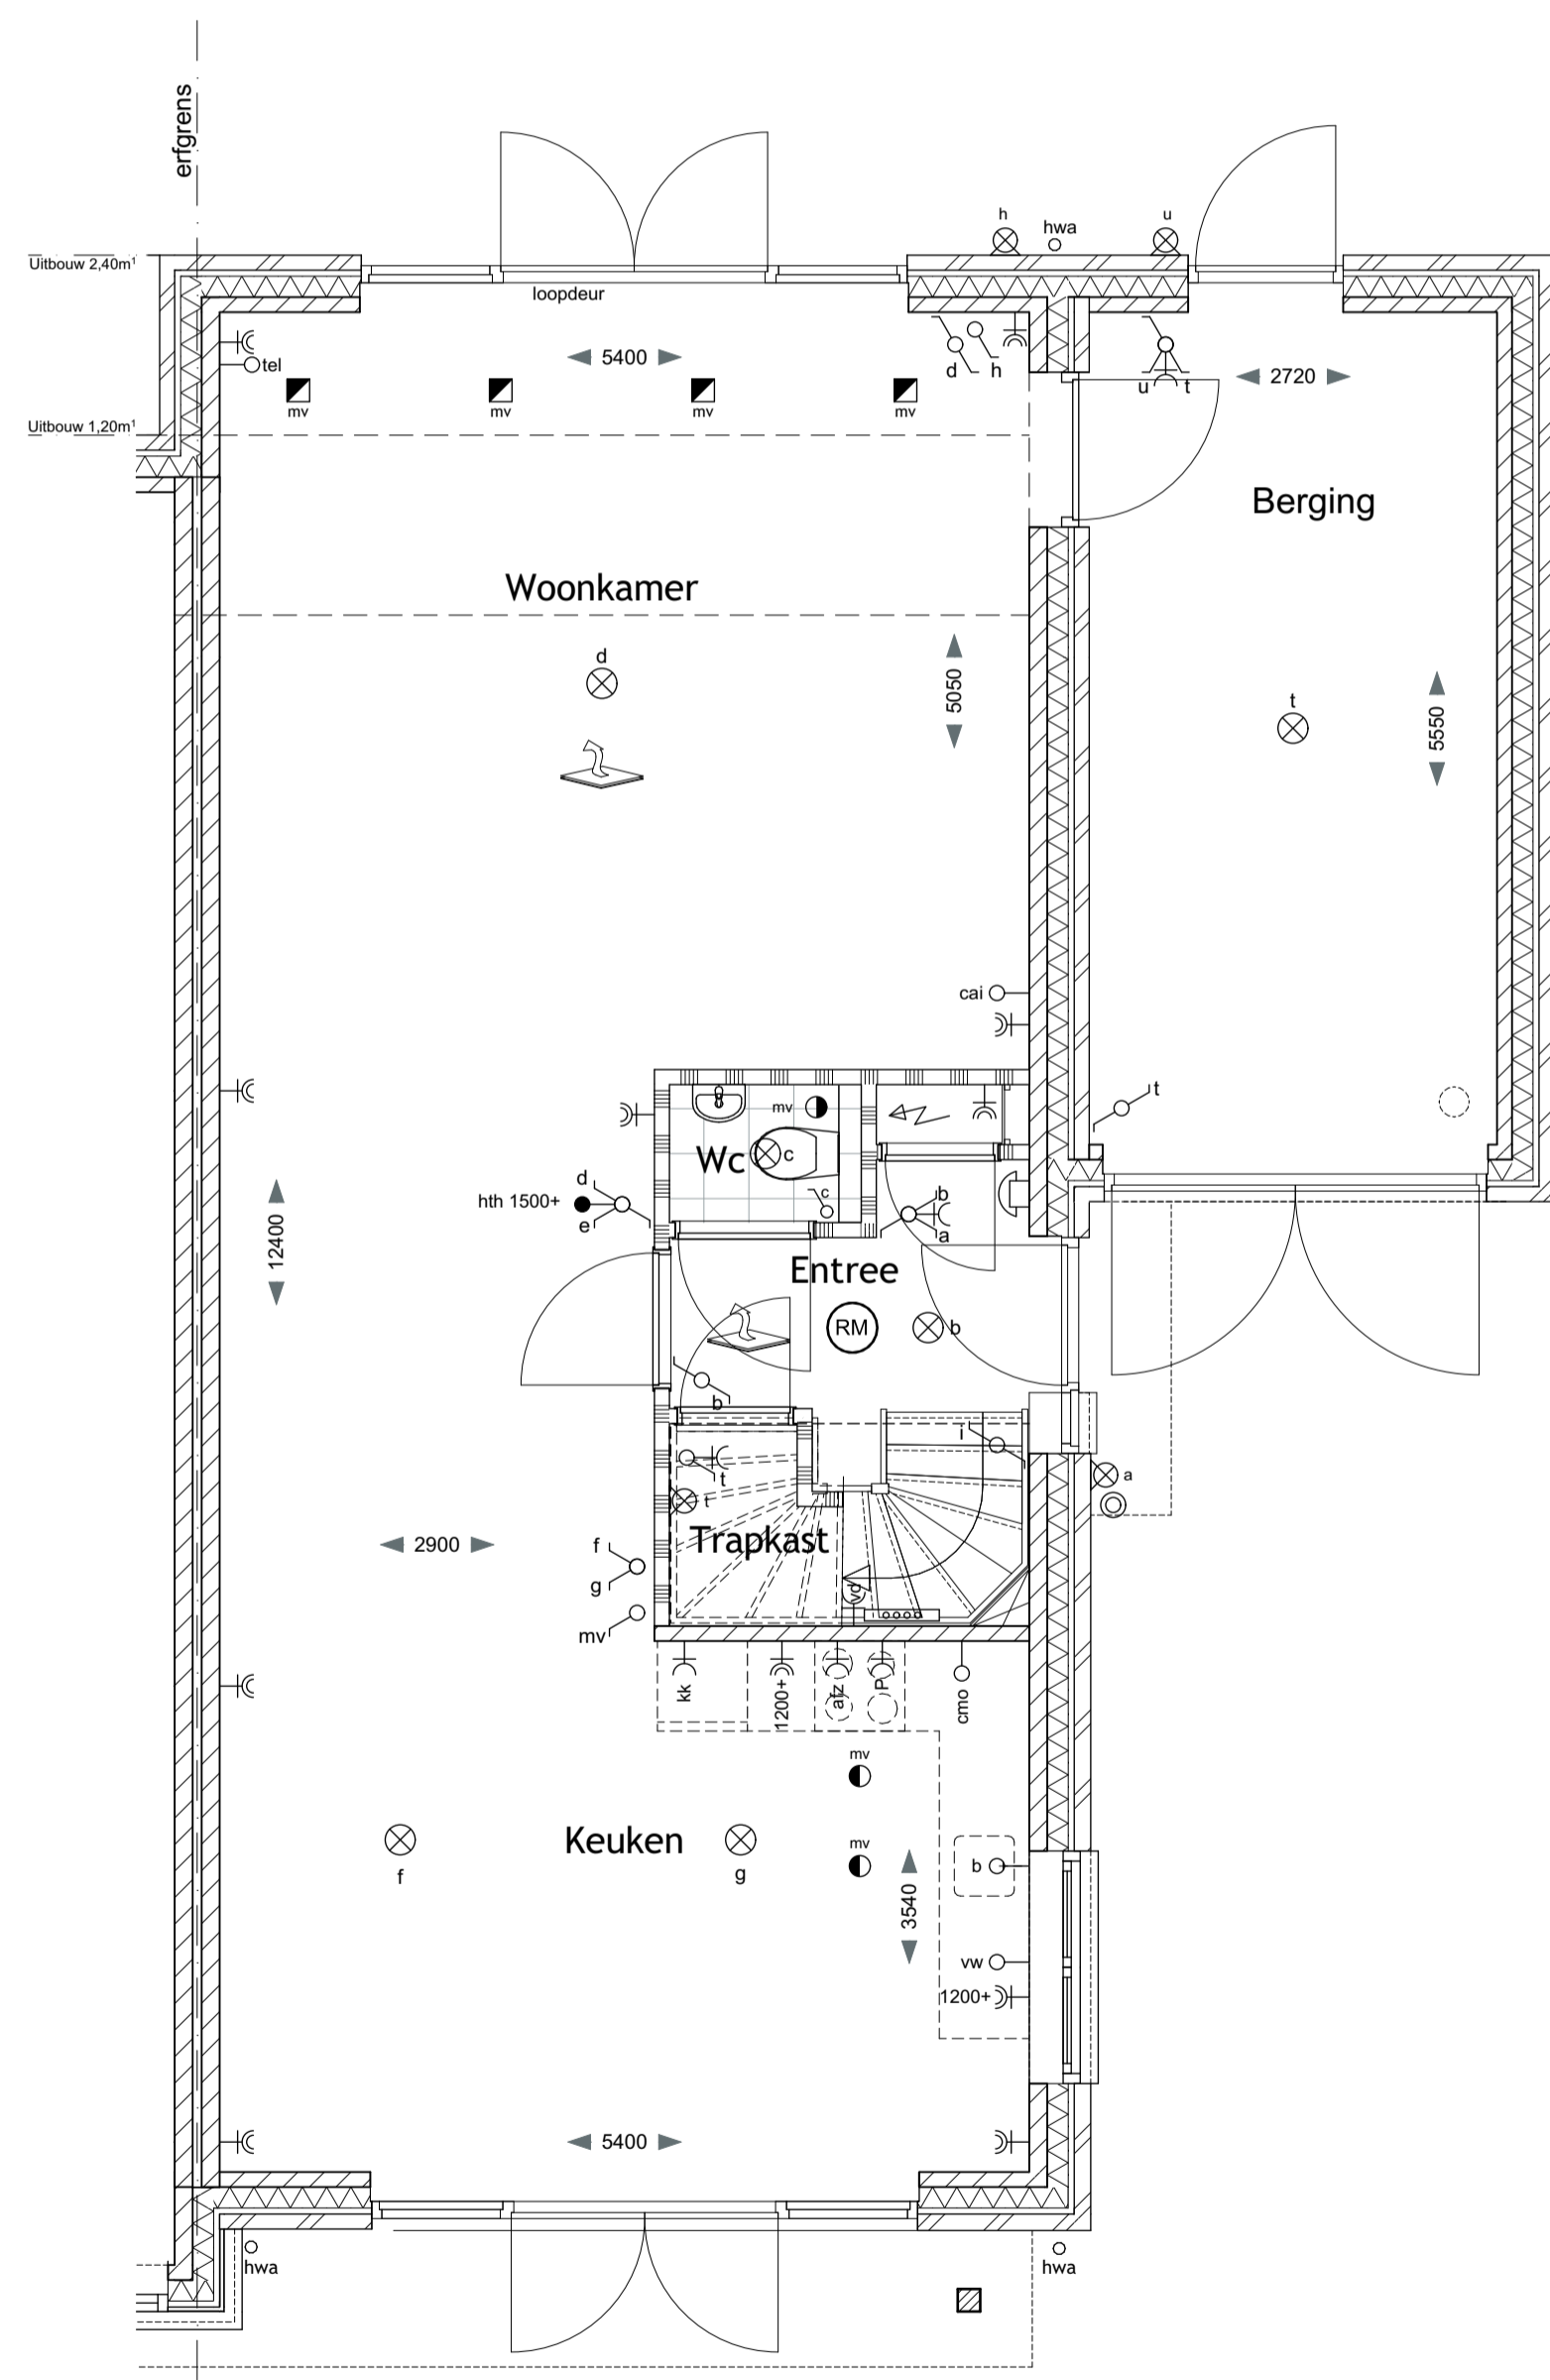 erfgrens
h
hwa
u
Uitbouw 2,40m¹
loopdeur
tel
5400
d
h
u
t
2720
mv
mv
mv
mv
Uitbouw 1,20m¹
Berging
Woonkamer
d
5050
t
5550
cai
t
mv
Wc
c
d
hth 1500+
e
c
b
a
12400
Entree
RM
b
b
i
t
a
t
2900
Trapkast
f
g
vd
mv
kk
1200+
afz
P
cmo
mv
Keuken
f
g
mv
b
3540
vw
1200+
5400
hwa
hwa